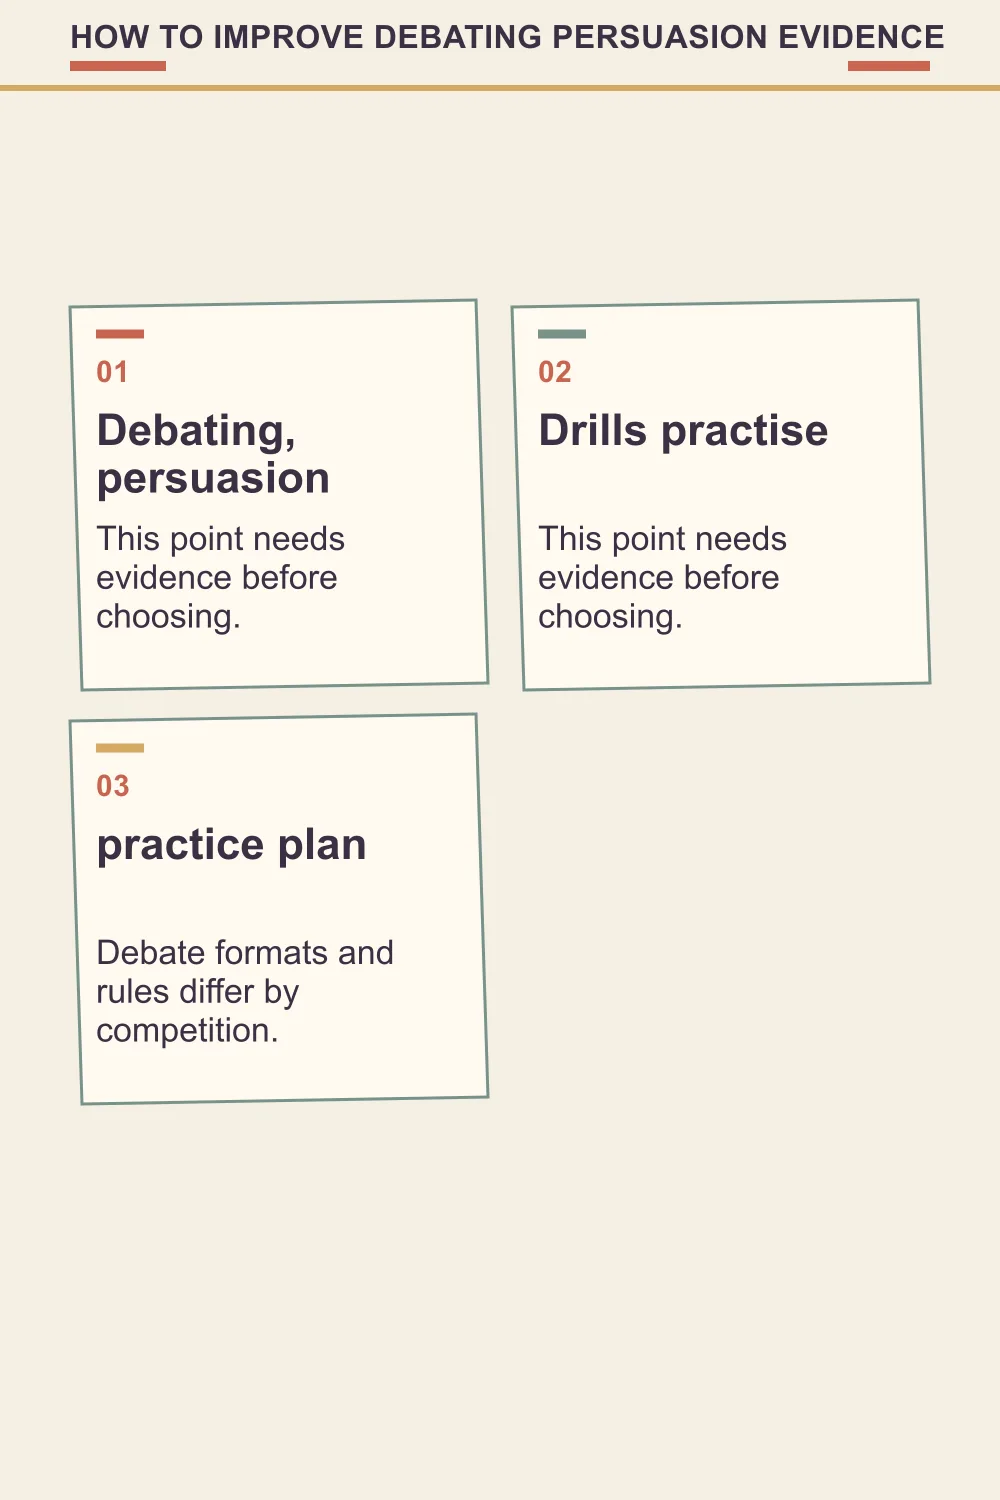 HOW TO IMPROVE DEBATING PERSUASION EVIDENCE
01
Debating,
persuasion
This point needs
evidence before
choosing.
02
Drills practise
This point needs
evidence before
choosing.
03
practice plan
Debate formats and
rules differ by
competition.